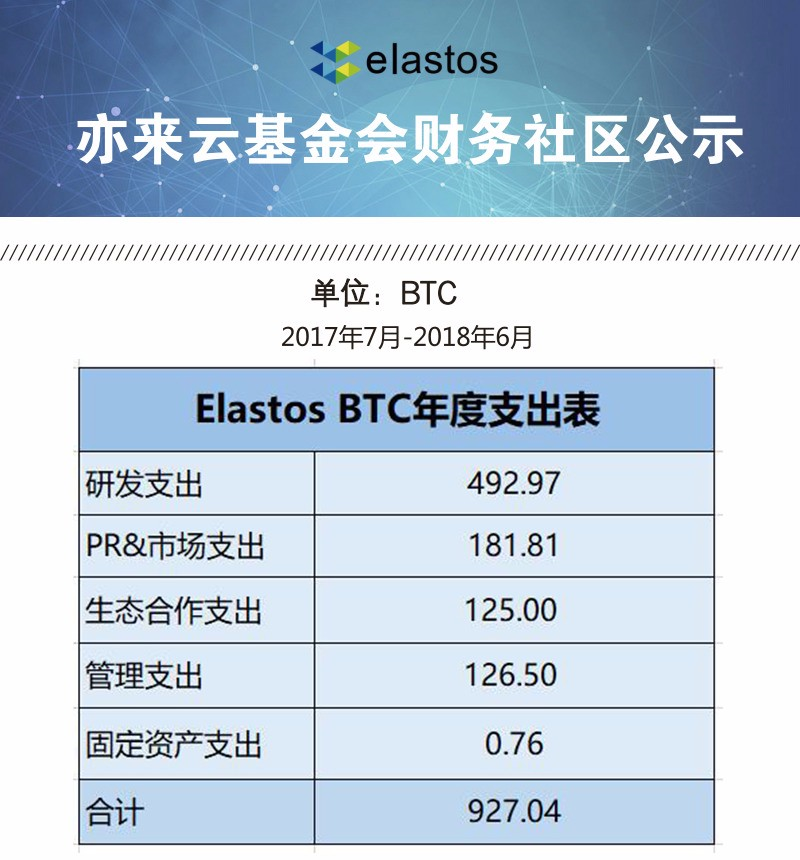 elastos
亦来云基金会财务社区公示
单位：BTC
2017年7月-2018年6月
Elastos BTC年度支出表
研发支出 492.97
PR&市场支出 181.81
生态合作支出 125.00
管理支出 126.50
固定资产支出 0.76
合计 927.04